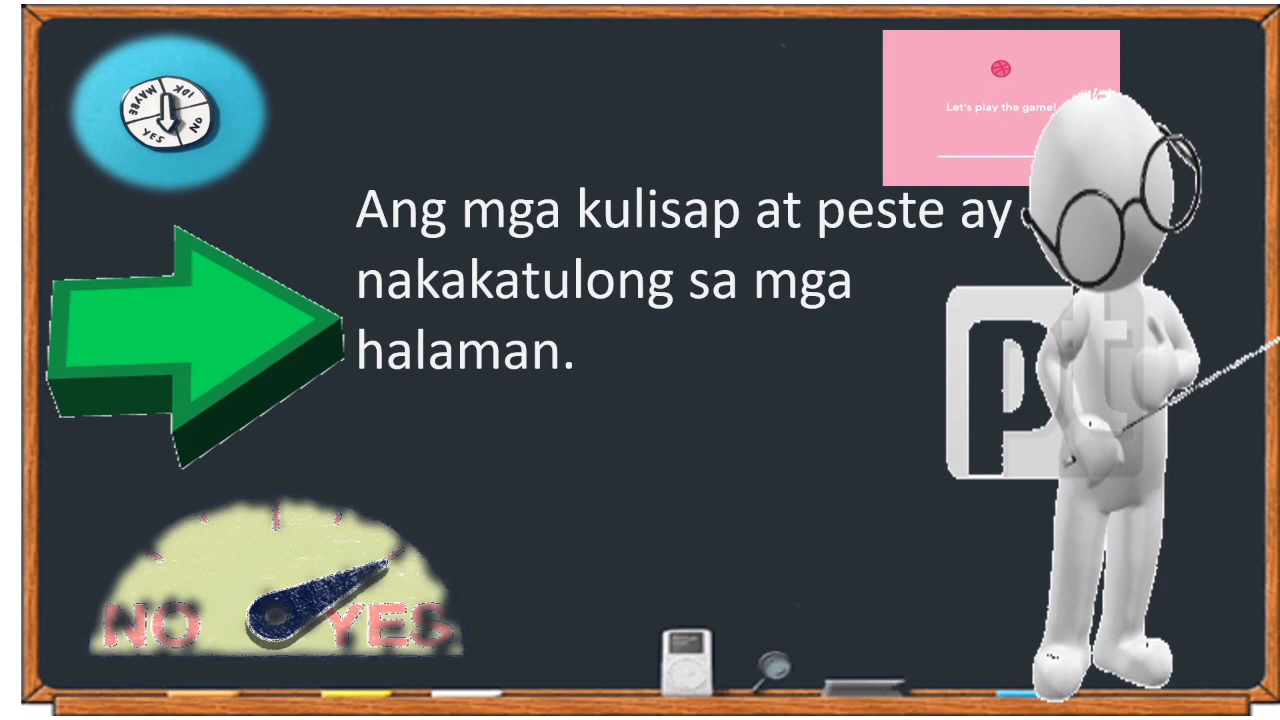 MAYBE
IDK
YES
NO
Let's play the game!
Ang mga kulisap at peste ay
nakakatulong sa mga
halaman.
NO YES